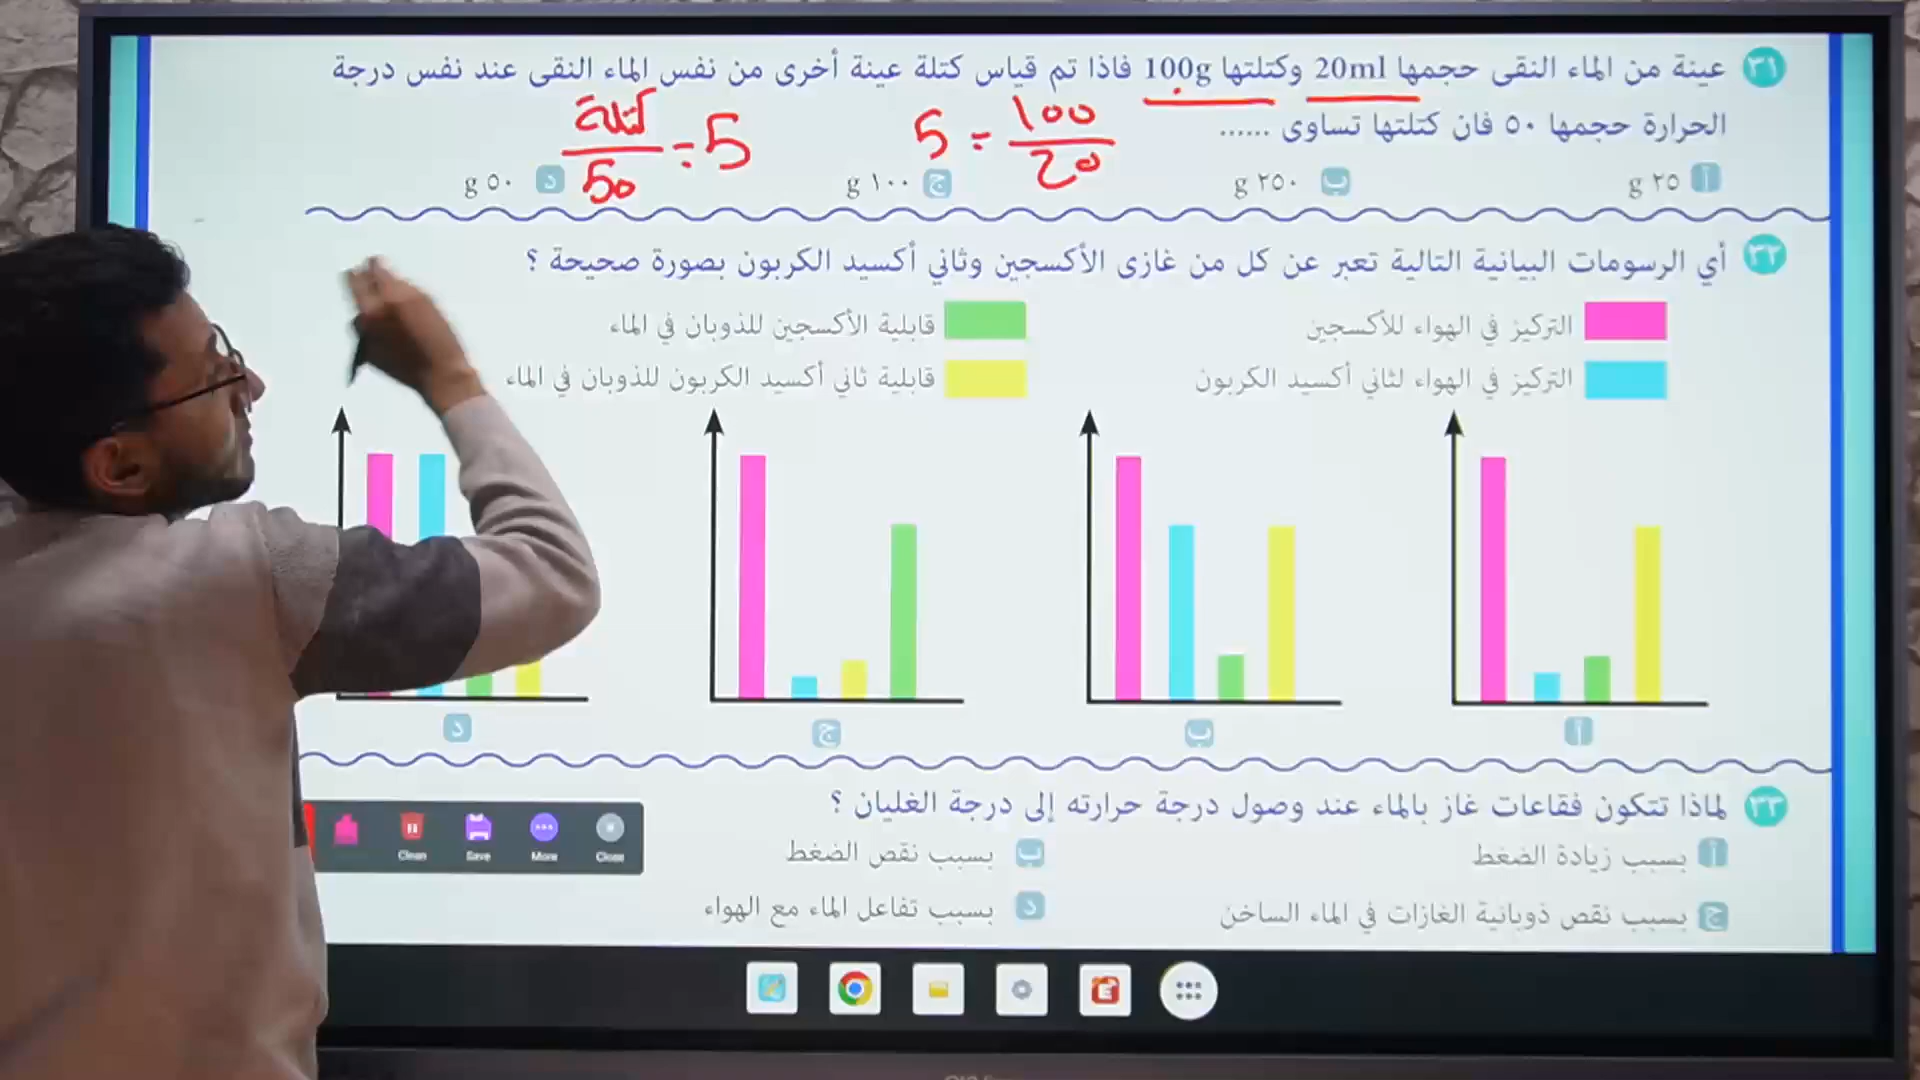 ٣١ عينة من الماء النقى حجمها 20ml وكتلتها 100g فاذا تم قياس كتلة عينة أخرى من نفس الماء النقى عند نفس درجة
الحرارة حجمها ٥٠ فان كتلتها تساوى ......
5 = 100/20
كتلة/50 = 5
أ ٢٥ g
ب ٢٥٠ g
ج ١٠٠ g
د ٥٠ g
٣٢ أي الرسومات البيانية التالية تعبر عن كل من غازى الأكسجين وثاني أكسيد الكربون بصورة صحيحة ؟
التركيز في الهواء للأكسجين
قابلية الأكسجين للذوبان في الماء
التركيز في الهواء لثاني أكسيد الكربون
قابلية ثاني أكسيد الكربون للذوبان في الماء
أ
ب
ج
د
٣٣ لماذا تتكون فقاعات غاز بالماء عند وصول درجة حرارته إلى درجة الغليان ؟
أ بسبب زيادة الضغط
ب بسبب نقص الضغط
ج بسبب نقص ذوبانية الغازات في الماء الساخن
د بسبب تفاعل الماء مع الهواء
Clean
Save
More
Close
E